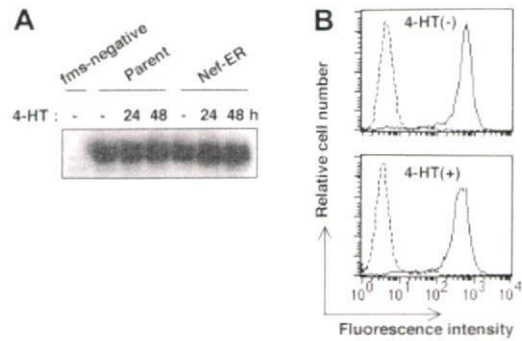 A
fms-negative
Parent
Nef-ER
4-HT : - - 24 48 - 24 48 h
B
4-HT(-)
4-HT(+)
Relative cell number
10^0 10^1 10^2 10^3 10^4
Fluorescence intensity